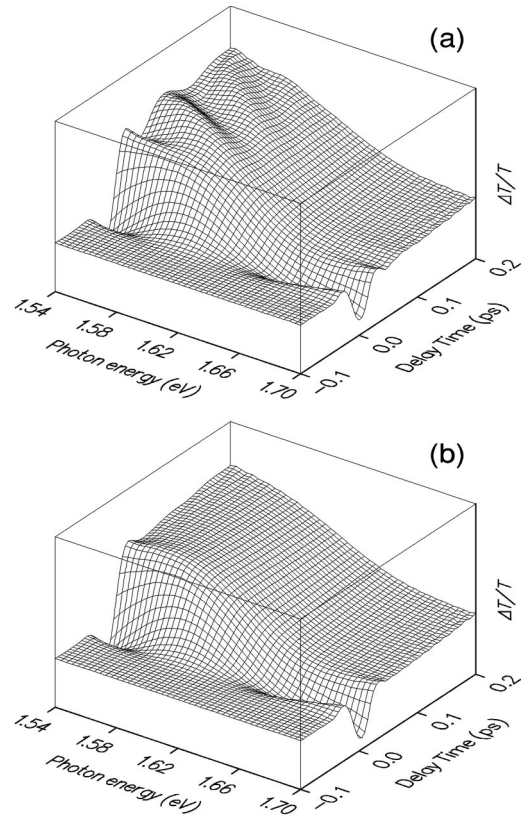 (a)
ΔT/T
1.54
1.58
1.62
1.66
1.70
Photon energy (eV)
−0.1
0.0
0.1
0.2
Delay Time (ps)
(b)
ΔT/T
1.54
1.58
1.62
1.66
1.70
Photon energy (eV)
−0.1
0.0
0.1
0.2
Delay Time (ps)